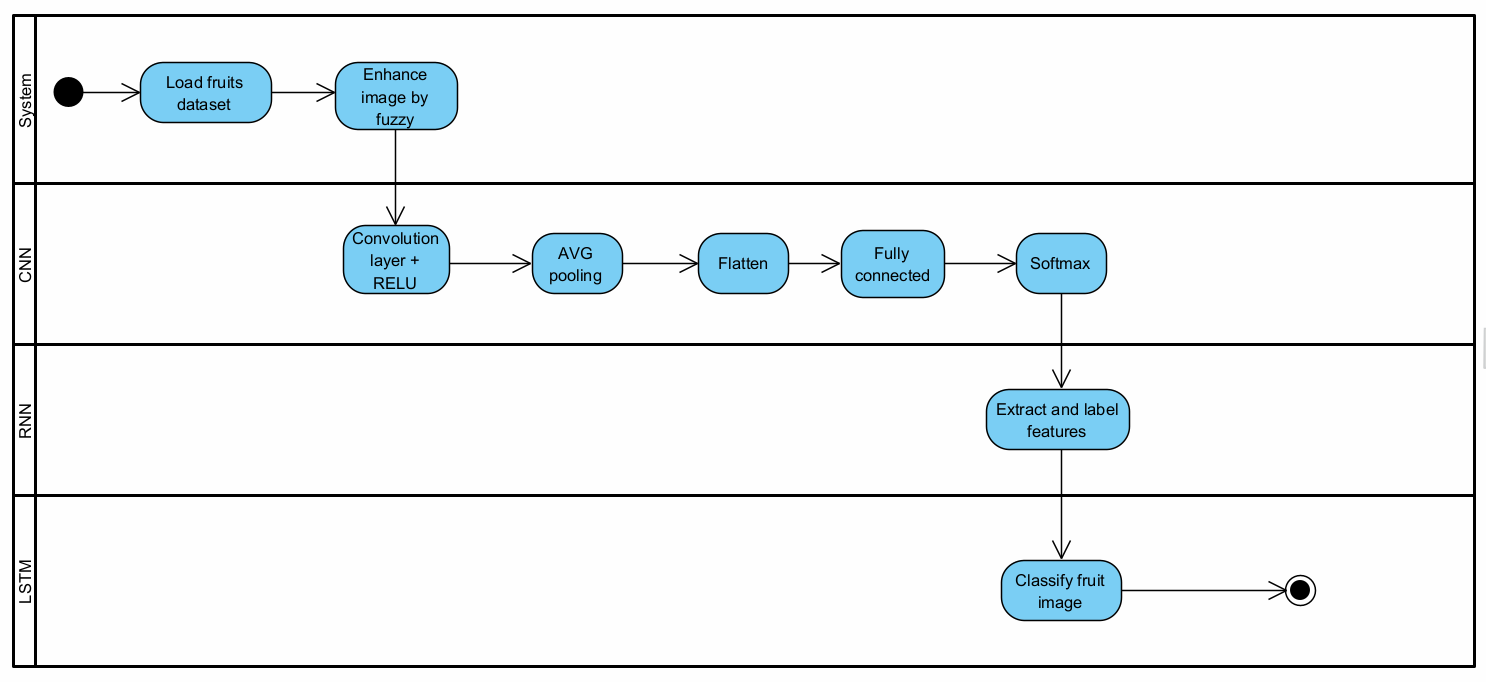 System
Load fruits
dataset
Enhance
image by
fuzzy
CNN
Convolution
layer +
RELU
AVG
pooling
Flatten
Fully
connected
Softmax
RNN
Extract and label
features
LSTM
Classify fruit
image